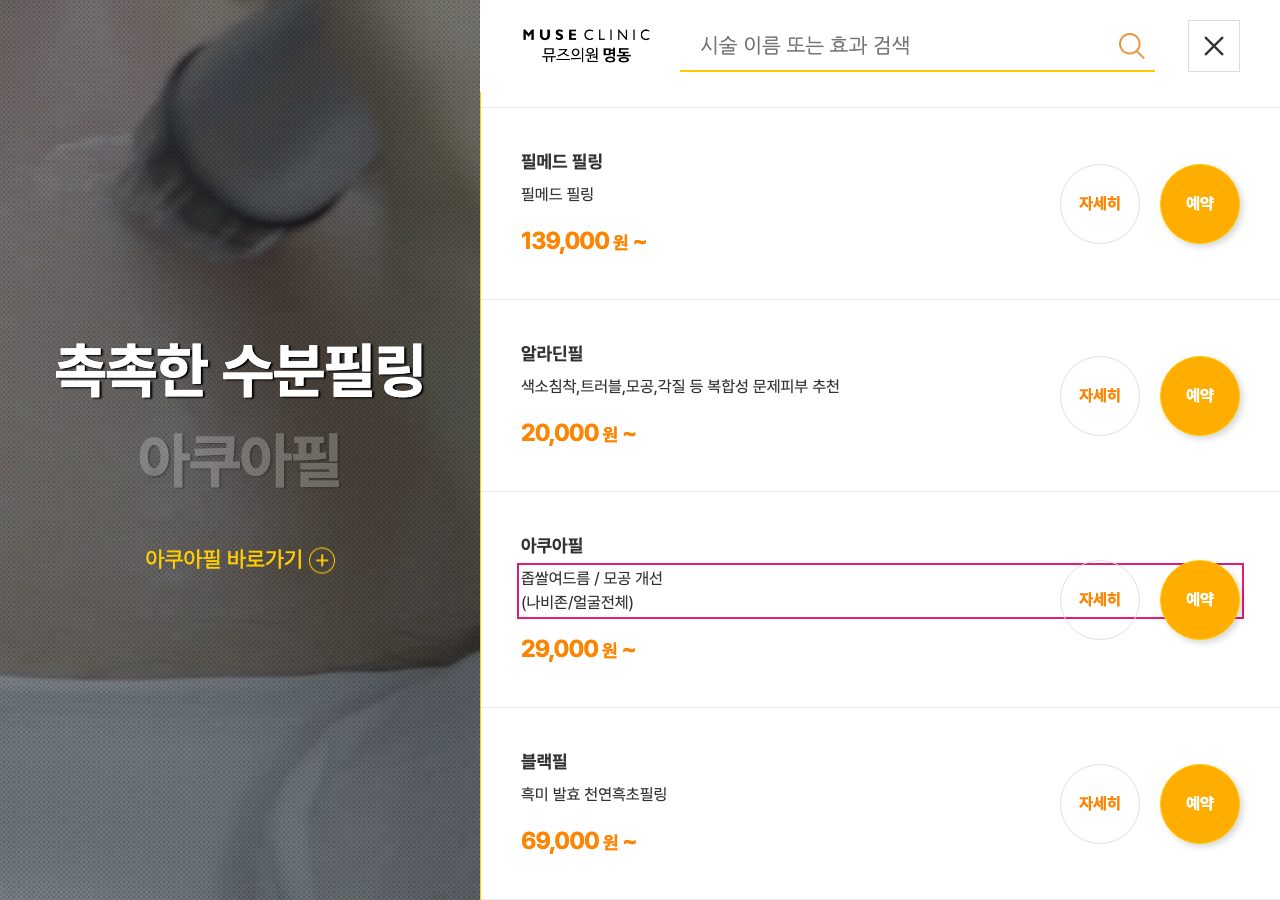 MUSE CLINIC
뮤즈의원 명동
시술 이름 또는 효과 검색
촉촉한 수분필링
아쿠아필
아쿠아필 바로가기
필메드 필링
필메드 필링
139,000 원 ~
자세히
예약
알라딘필
색소침착,트러블,모공,각질 등 복합성 문제피부 추천
20,000 원 ~
자세히
예약
아쿠아필
좁쌀여드름 / 모공 개선
(나비존/얼굴전체)
29,000 원 ~
자세히
예약
블랙필
흑미 발효 천연흑초필링
69,000 원 ~
자세히
예약